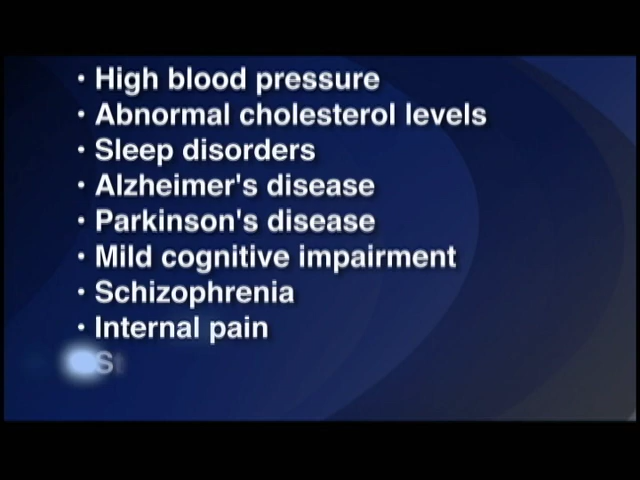 • High blood pressure
• Abnormal cholesterol levels
• Sleep disorders
• Alzheimer's disease
• Parkinson's disease
• Mild cognitive impairment
• Schizophrenia
• Internal pain